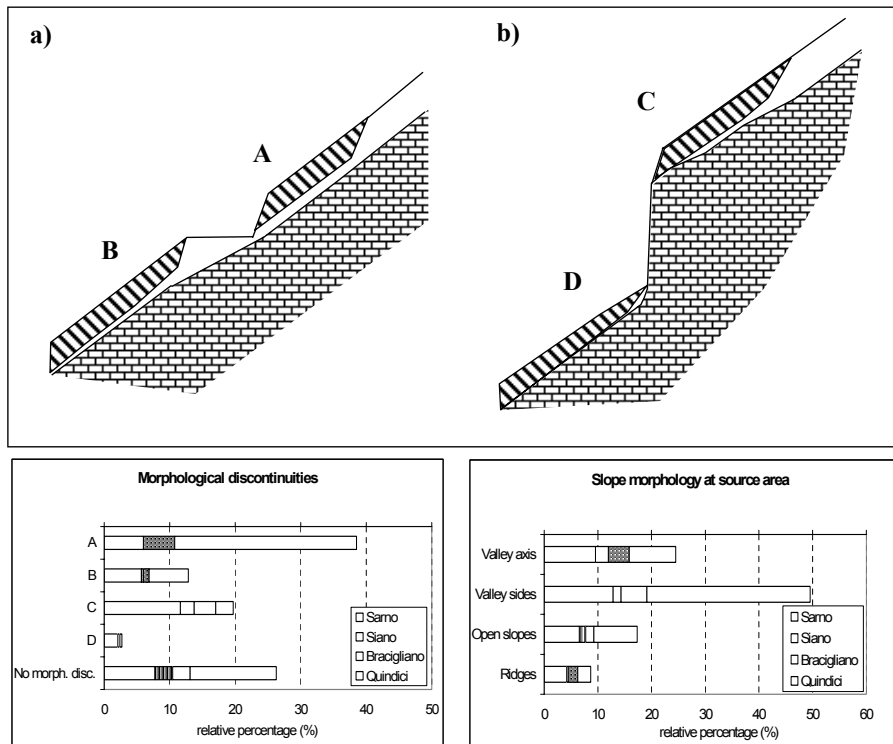 a)
b)
A
B
C
D
Morphological discontinuities
A
B
C
D
No morph. disc.
0 10 20 30 40 50
relative percentage (%)
Sarno
Siano
Bracigliano
Quindici
Slope morphology at source area
Valley axis
Valley sides
Open slopes
Ridges
0 10 20 30 40 50 60
relative percentage (%)
Sarno
Siano
Bracigliano
Quindici